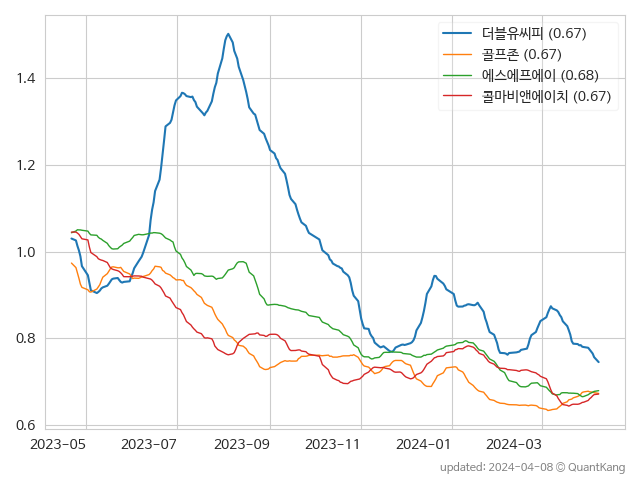 더블유씨피 (0.67)
골프존 (0.67)
에스에프에이 (0.68)
콜마비앤에이치 (0.67)
1.4
1.2
1.0
0.8
0.6
2023-05 2023-07 2023-09 2023-11 2024-01 2024-03
updated: 2024-04-08 © QuantKang